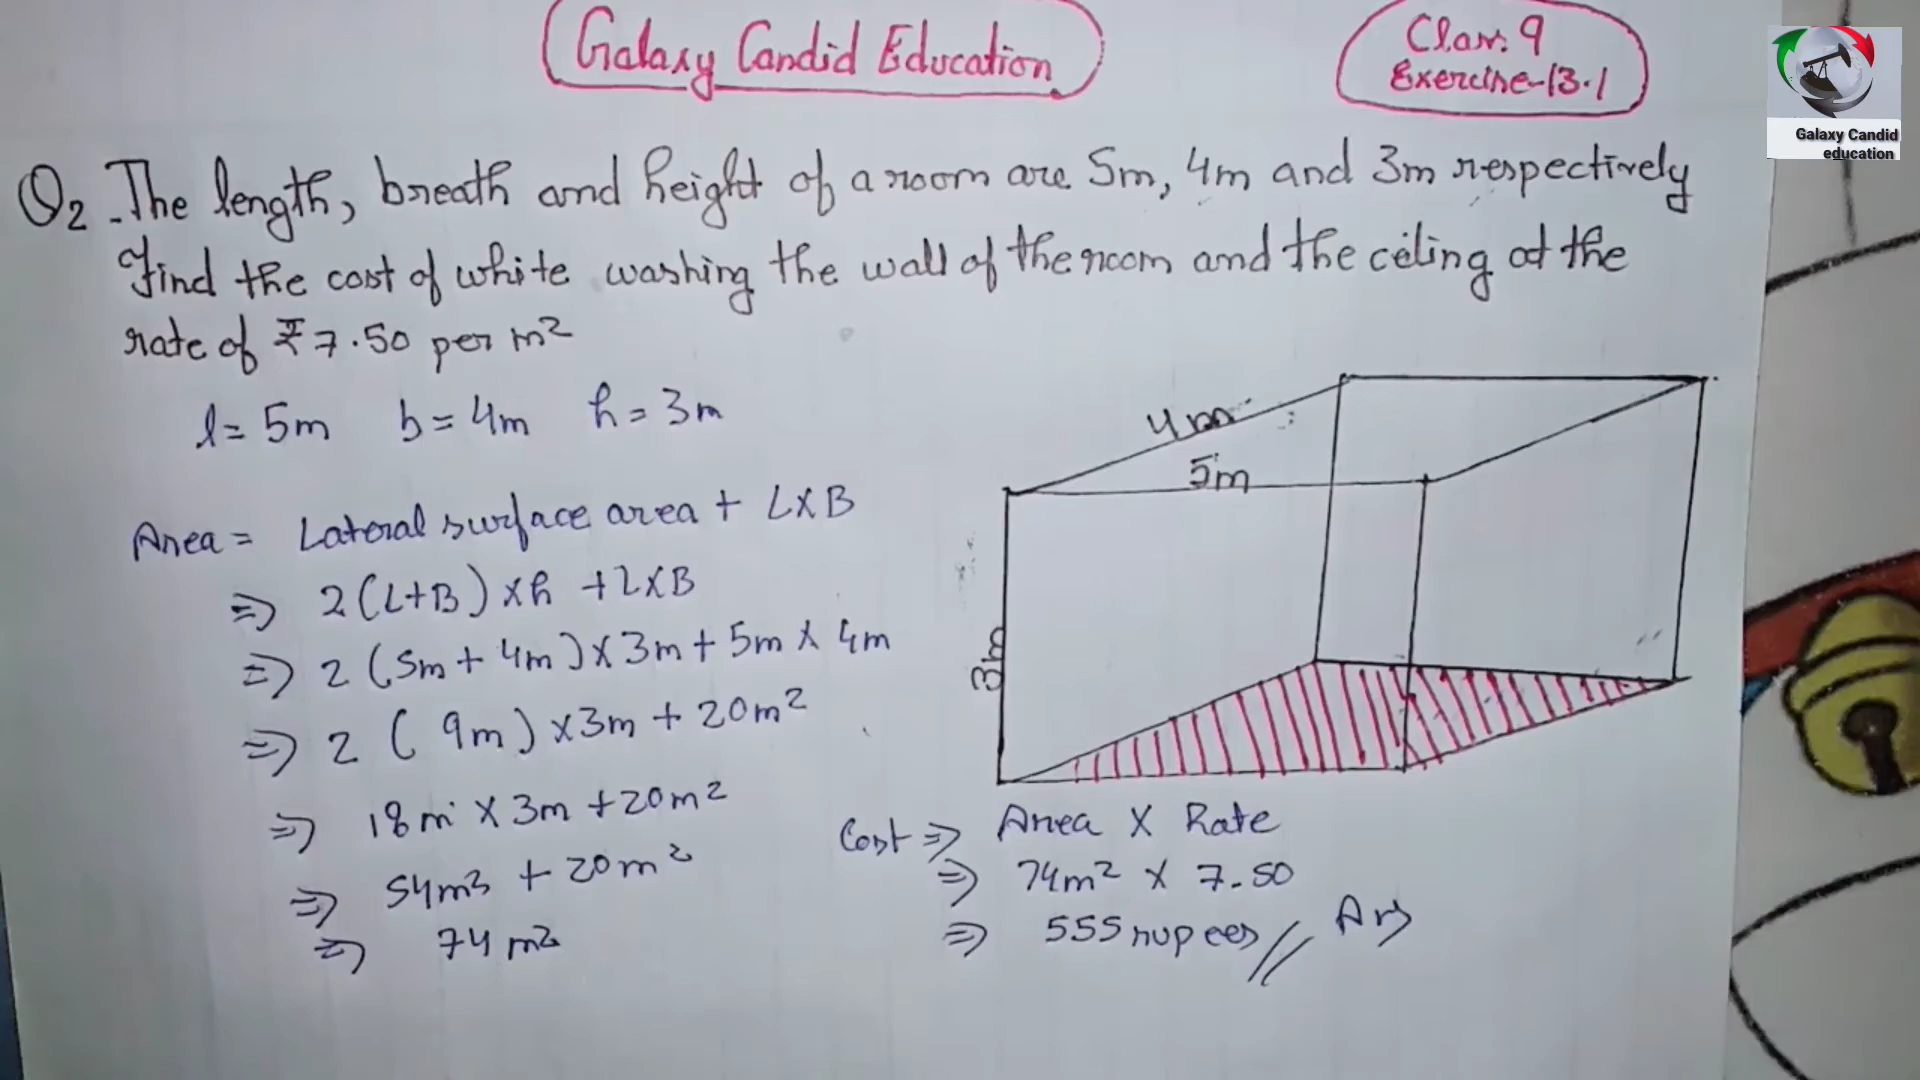 Galaxy Candid Education
Class 9
Exercise-13.1
Galaxy Candid
education
Q2. The length, breath and height of a room are 5m, 4m and 3m respectively
Find the cost of white washing the wall of the room and the ceiling at the
rate of ₹7.50 per m²
l = 5m b = 4m h = 3m
4m
5m
3m
Area = Lateral surface area + L×B
⇒ 2(L+B)×h + L×B
⇒ 2(5m + 4m)×3m + 5m × 4m
⇒ 2 ( 9m) ×3m + 20m²
⇒ 18m × 3m + 20m²
⇒ 54m² + 20m²
⇒ 74 m²
Cost ⇒ Area × Rate
⇒ 74m² × 7.50
⇒ 555 rupees // Ans